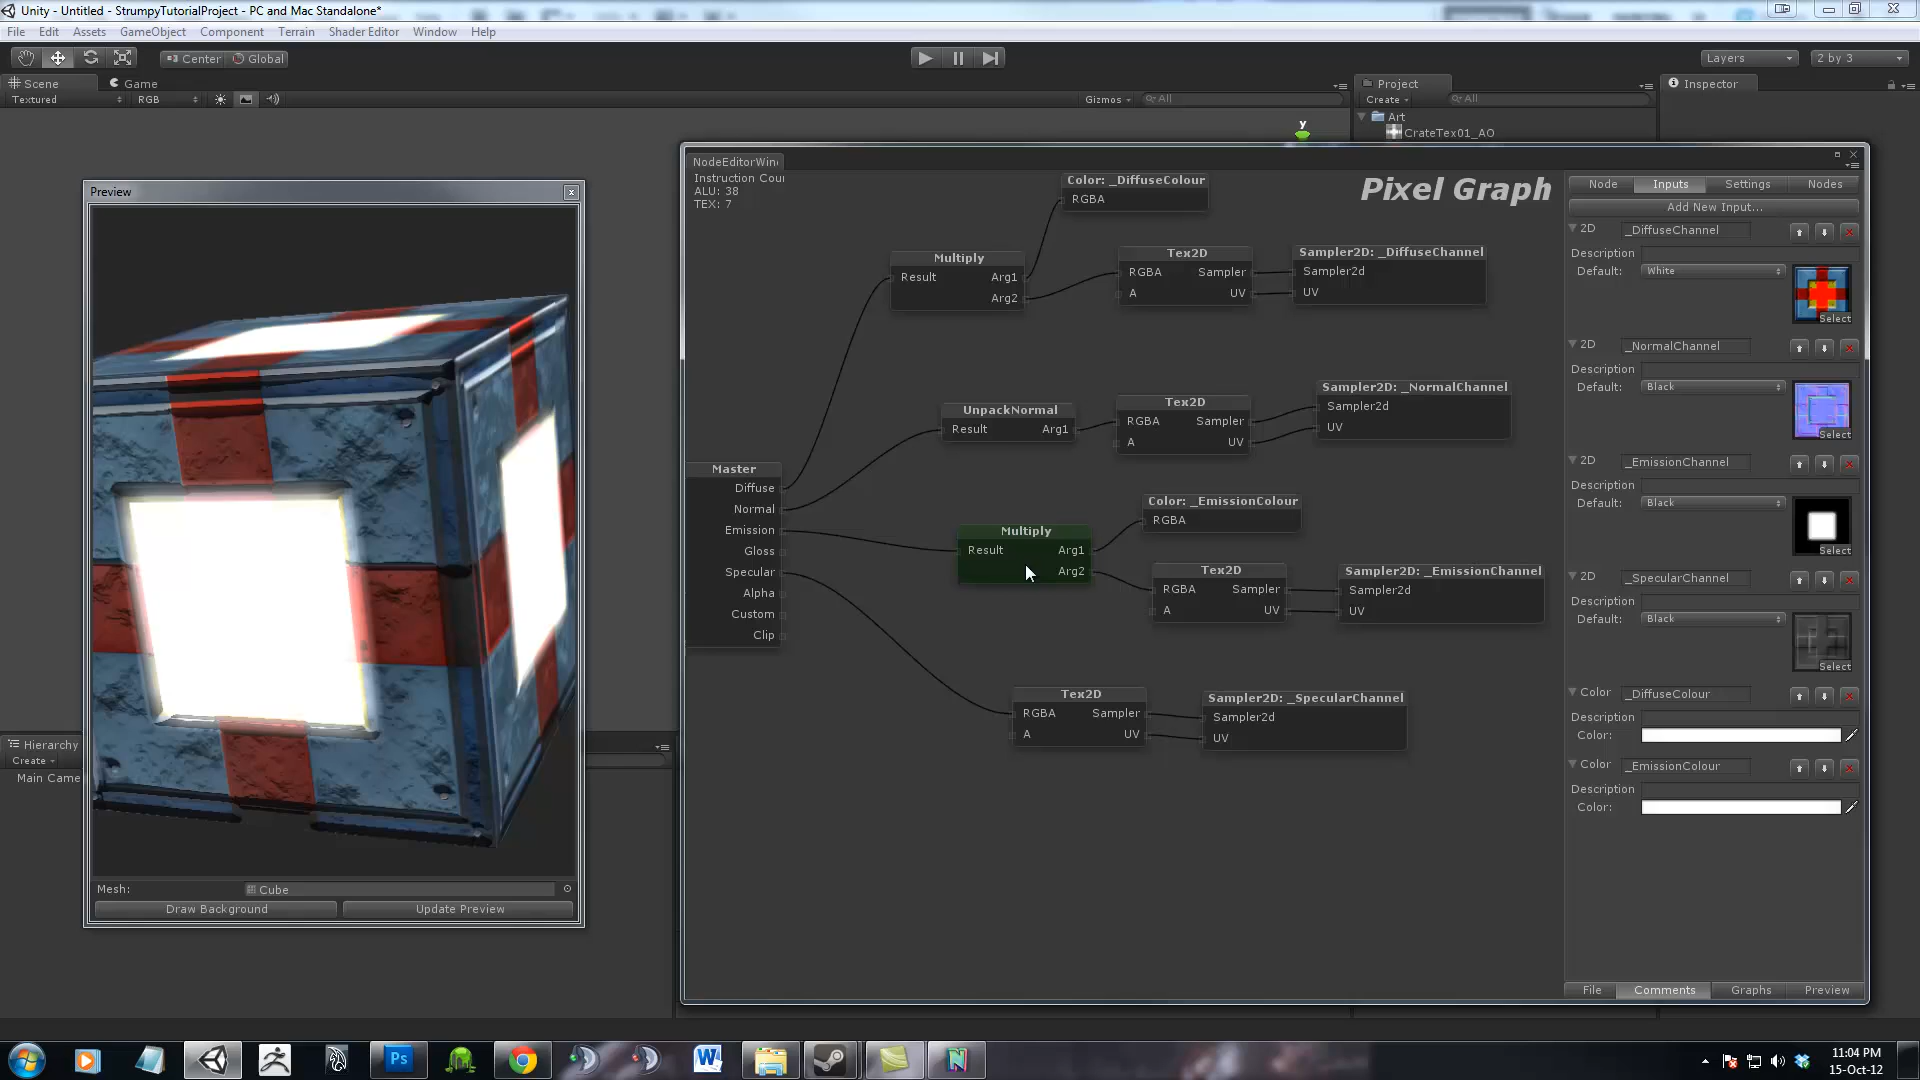 Unity - Untitled - StrumpyTutorialProject - PC and Mac Standalone*
File Edit Assets GameObject Component Terrain Shader Editor Window Help
Center Global
Layers
2 by 3
Scene Game
Textured RGB
Gizmos All
Project
Create All
Art
CrateTex01_AO
Inspector
Preview
Mesh: Cube
Draw Background Update Preview
Hierarchy
Create
Main Came
NodeEditorWin
Instruction Cou
ALU: 38
TEX: 7
Pixel Graph
Color: _DiffuseColour
RGBA
Multiply
Result Arg1
Arg2
Tex2D
RGBA Sampler
A UV
Sampler2D: _DiffuseChannel
Sampler2d
UV
UnpackNormal
Result Arg1
Tex2D
RGBA Sampler
A UV
Sampler2D: _NormalChannel
Sampler2d
UV
Master
Diffuse
Normal
Emission
Gloss
Specular
Alpha
Custom
Clip
Multiply
Result Arg1
Arg2
Color: _EmissionColour
RGBA
Tex2D
RGBA Sampler
A UV
Sampler2D: _EmissionChannel
Sampler2d
UV
Tex2D
RGBA Sampler
A UV
Sampler2D: _SpecularChannel
Sampler2d
UV
Node Inputs Settings Nodes
Add New Input...
2D _DiffuseChannel
Description
Default: White
Select
2D _NormalChannel
Description
Default: Black
Select
2D _EmissionChannel
Description
Default: Black
Select
2D _SpecularChannel
Description
Default: Black
Select
Color _DiffuseColour
Description
Color:
Color _EmissionColour
Description
Color:
File Comments Graphs Preview
Ps
W
N
11:04 PM
15-Oct-12